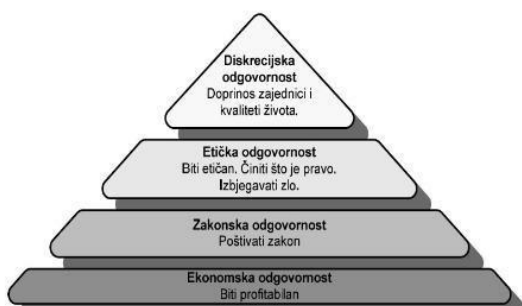 Diskrecijska
odgovornost
Doprinos zajednici i
kvaliteti života.
Etička odgovornost
Biti etičan. Činiti što je pravo.
Izbjegavati zlo.
Zakonska odgovornost
Poštivati zakon
Ekonomska odgovornost
Biti profitabilan